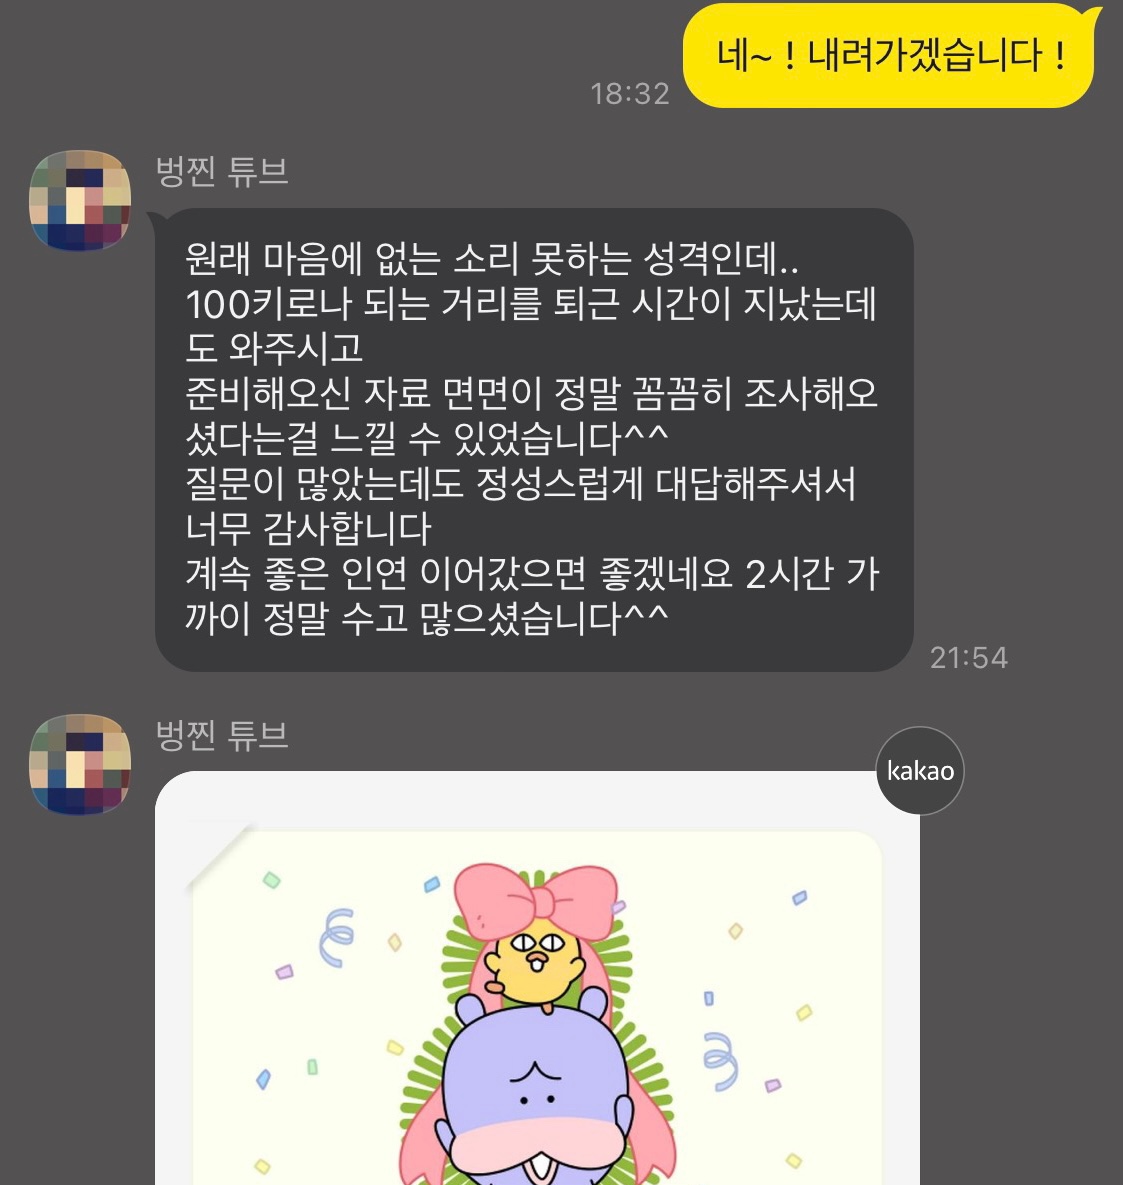 네~ ! 내려가겠습니다 !
18:32
벙찐 튜브
원래 마음에 없는 소리 못하는 성격인데..
100키로나 되는 거리를 퇴근 시간이 지났는데
도 와주시고
준비해오신 자료 면면이 정말 꼼꼼히 조사해오
셨다는걸 느낄 수 있었습니다^^
질문이 많았는데도 정성스럽게 대답해주셔서
너무 감사합니다
계속 좋은 인연 이어갔으면 좋겠네요 2시간 가
까이 정말 수고 많으셨습니다^^
21:54
벙찐 튜브
kakao